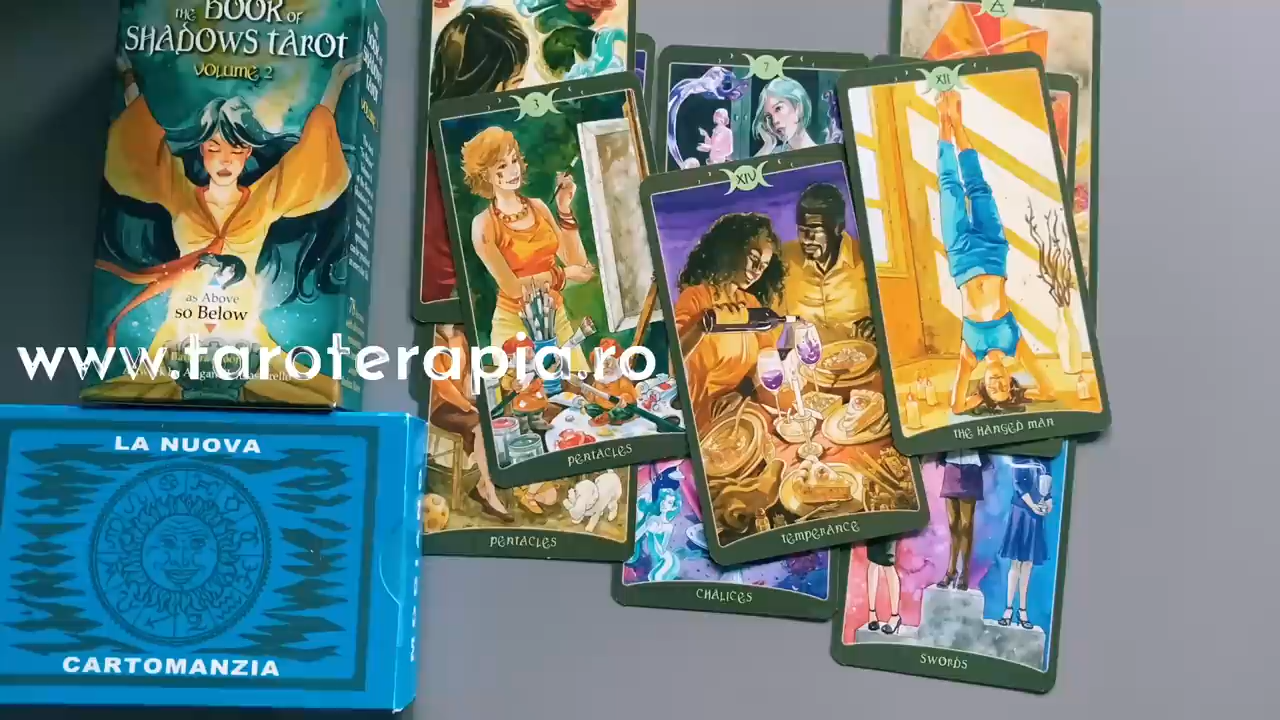 THE BOOK OF
SHADOWS TAROT
VOLUME 2
as Above
so Below
www.taroterapia.ro
LA NUOVA
CARTOMANZIA
3
PENTACLES
PENTACLES
7
CHALICES
XIV
TEMPERANCE
XII
THE HANGED MAN
SWORDS